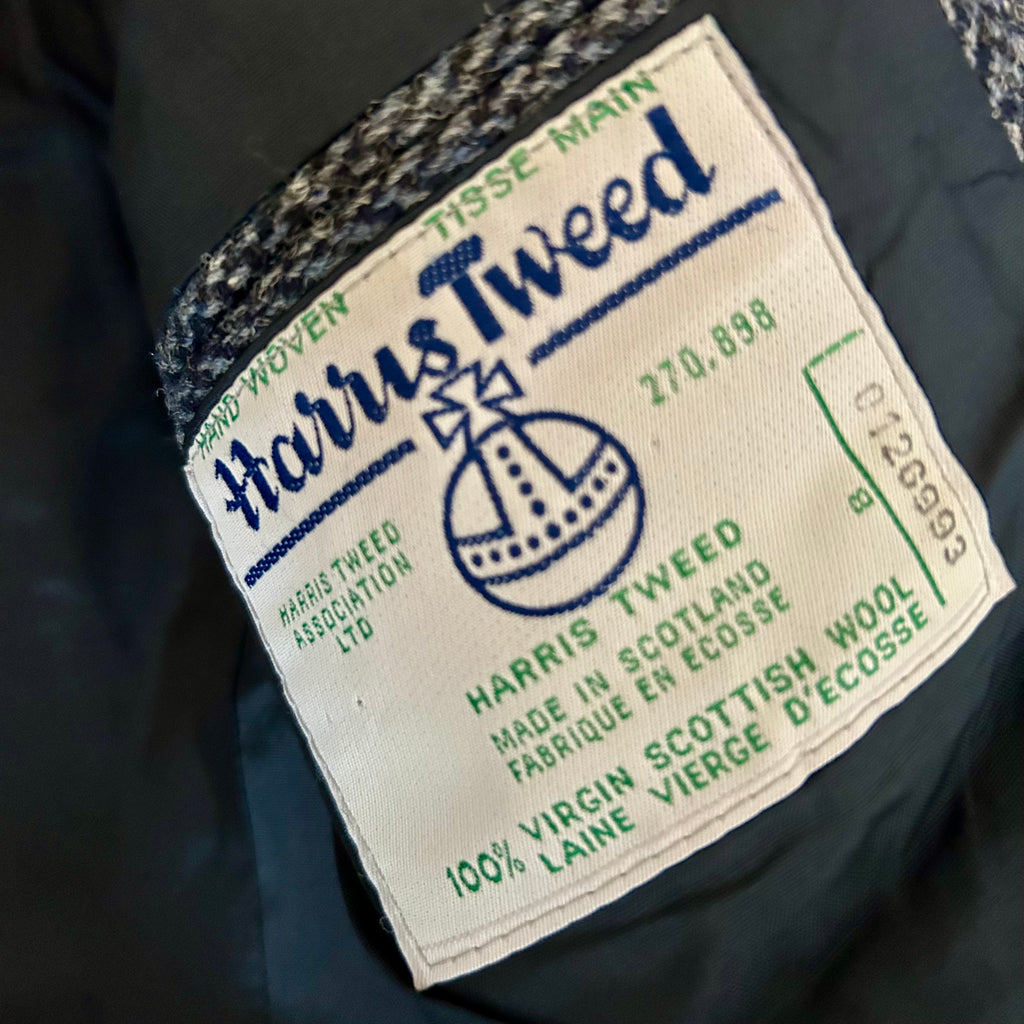 HAND WOVEN TISSE MAIN
Harris Tweed
270.898
HARRIS TWEED
ASSOCIATION
LTD
0126993
B
HARRIS TWEED
MADE IN SCOTLAND
FABRIQUE EN ECOSSE
100% VIRGIN SCOTTISH WOOL
LAINE VIERGE D'ECOSSE